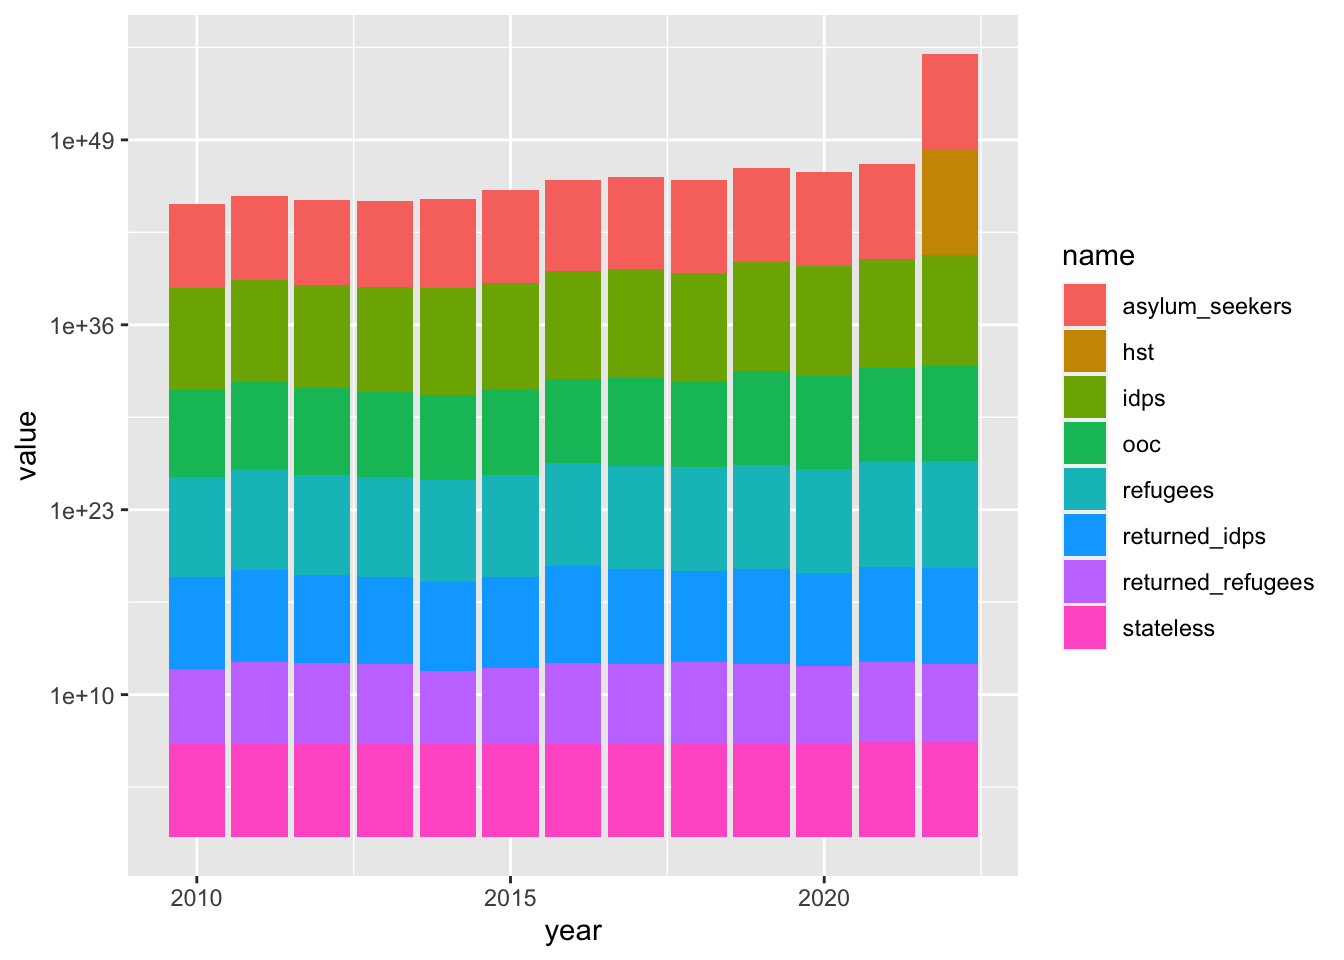 1e+49
1e+36
1e+23
1e+10
value
2010
2015
2020
year
name
asylum_seekers
hst
idps
ooc
refugees
returned_idps
returned_refugees
stateless